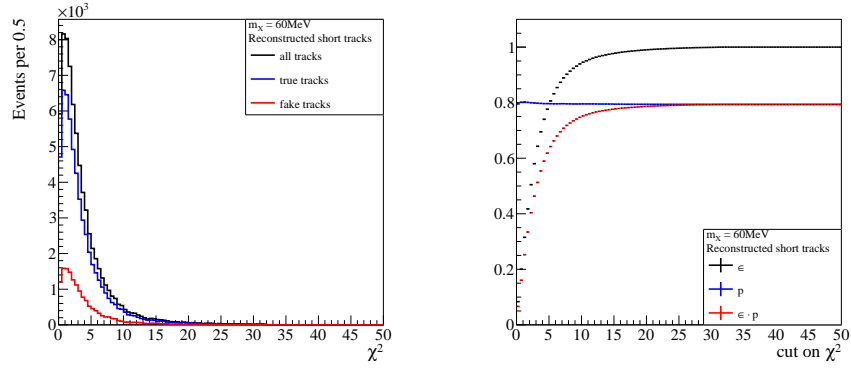 ×10³
Events per 0.5
8
7
6
5
4
3
2
1
0
0 5 10 15 20 25 30 35 40 45 50
χ²
mₓ = 60MeV
Reconstructed short tracks
all tracks
true tracks
fake tracks
1
0.8
0.6
0.4
0.2
0
0 5 10 15 20 25 30 35 40 45 50
cut on χ²
mₓ = 60MeV
Reconstructed short tracks
∈
p
∈ · p